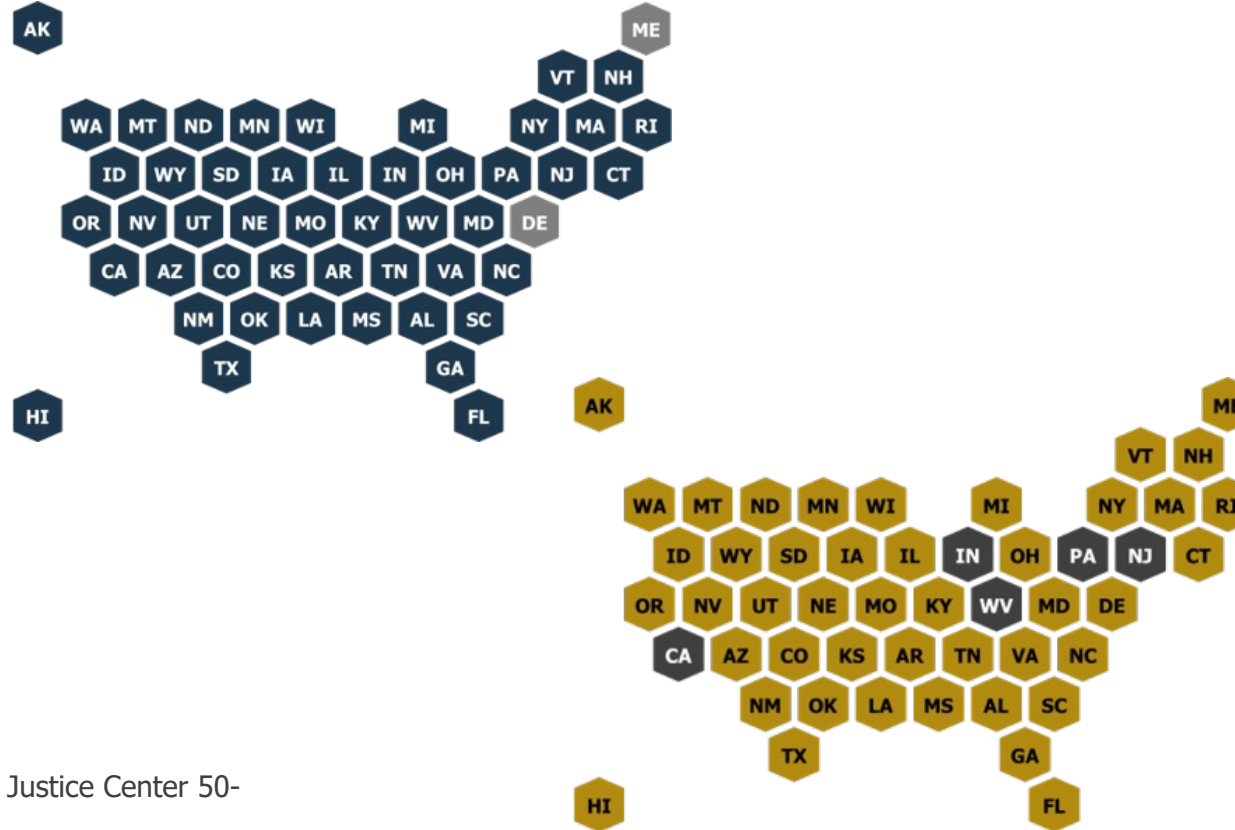 AK ME
VT NH
WA MT ND MN WI MI NY MA RI
ID WY SD IA IL IN OH PA NJ CT
OR NV UT NE MO KY WV MD DE
CA AZ CO KS AR TN VA NC
NM OK LA MS AL SC
TX GA
HI FL
AK ME
VT NH
WA MT ND MN WI MI NY MA RI
ID WY SD IA IL IN OH PA NJ CT
OR NV UT NE MO KY WV MD DE
CA AZ CO KS AR TN VA NC
NM OK LA MS AL SC
TX GA
HI FL
Justice Center 50-